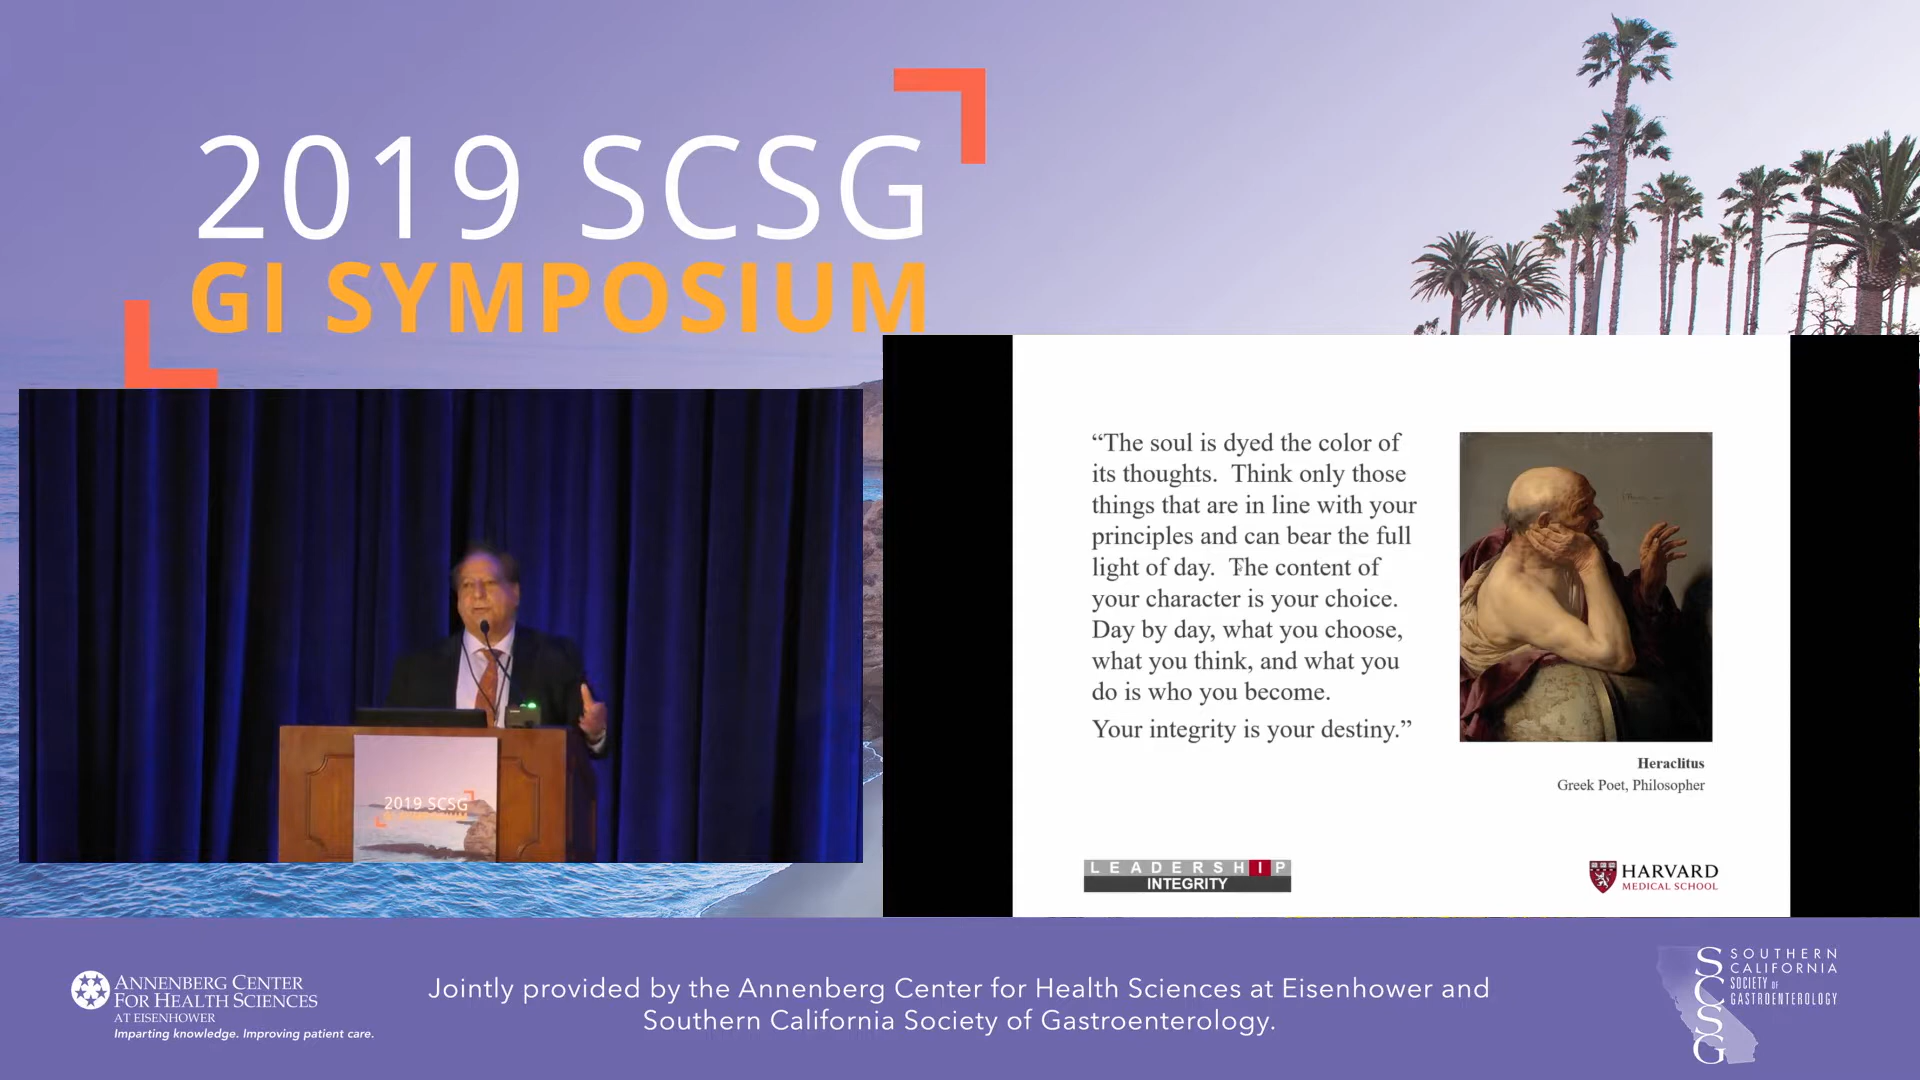 2019 SCSG
GI SYMPOSIUM
“The soul is dyed the color of
its thoughts.  Think only those
things that are in line with your
principles and can bear the full
light of day.  The content of
your character is your choice.
Day by day, what you choose,
what you think, and what you
do is who you become.
Your integrity is your destiny.”
Heraclitus
Greek Poet, Philosopher
LEADERSHIP
INTEGRITY
HARVARD
MEDICAL SCHOOL
2019 SCSG
GI SYMPOSIUM
ANNENBERG CENTER
FOR HEALTH SCIENCES
AT EISENHOWER
Imparting knowledge. Improving patient care.
Jointly provided by the Annenberg Center for Health Sciences at Eisenhower and
Southern California Society of Gastroenterology.
SCSG
SOUTHERN
CALIFORNIA
SOCIETY OF
GASTROENTEROLOGY